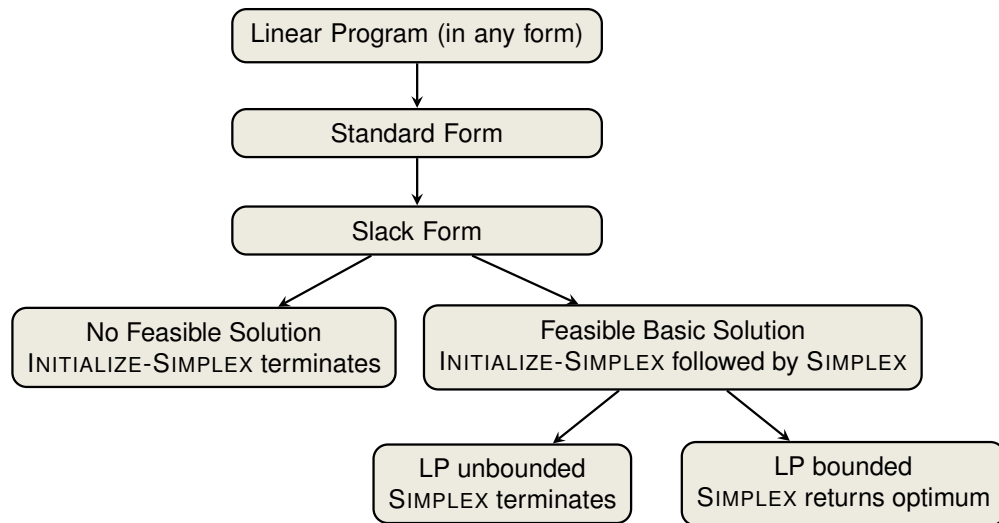 Linear Program (in any form)
Standard Form
Slack Form
No Feasible Solution
INITIALIZE-SIMPLEX terminates
Feasible Basic Solution
INITIALIZE-SIMPLEX followed by SIMPLEX
LP unbounded
SIMPLEX terminates
LP bounded
SIMPLEX returns optimum